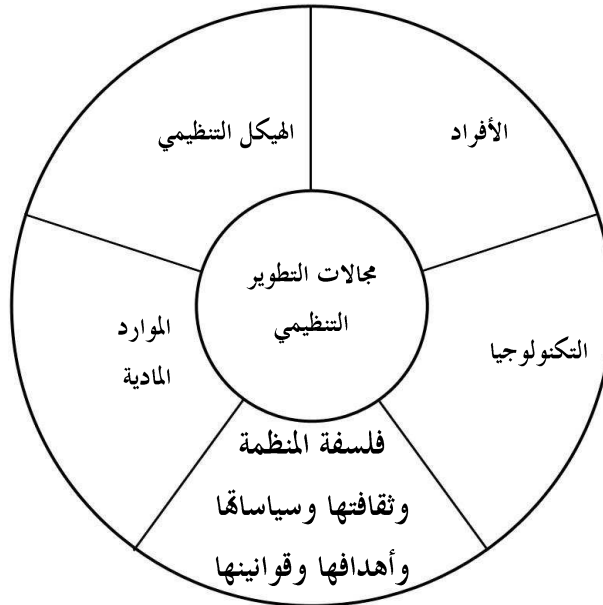 الهيكل التنظيمي
الأفراد
مجالات التطوير
التنظيمي
الموارد
المادية
التكنولوجيا
فلسفة المنظمة
وثقافتها وسياساتها
وأهدافها وقوانينها